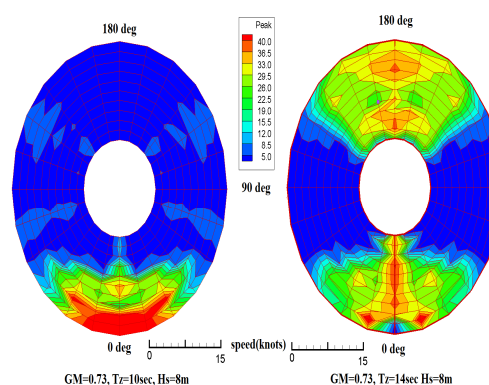 180 deg
180 deg
Peak
40.0
36.5
33.0
29.5
26.0
22.5
19.0
15.5
12.0
8.5
5.0
90 deg
0 deg
0 deg
speed(knots)
0
15
0
15
GM=0.73, Tz=10sec, Hs=8m
GM=0.73, Tz=14sec Hs=8m